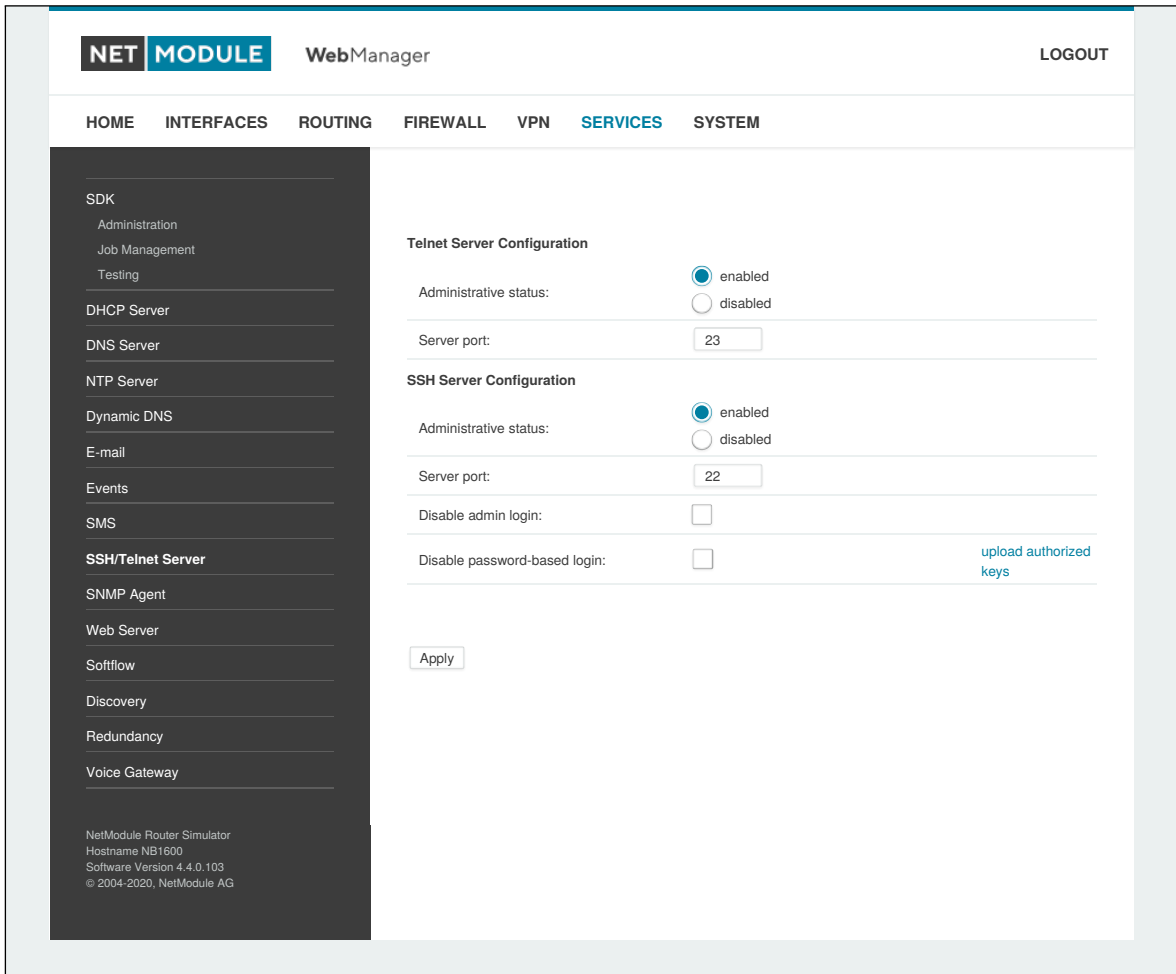 NET MODULE WebManager LOGOUT
HOME INTERFACES ROUTING FIREWALL VPN SERVICES SYSTEM
SDK
Administration
Job Management
Testing
DHCP Server
DNS Server
NTP Server
Dynamic DNS
E-mail
Events
SMS
SSH/Telnet Server
SNMP Agent
Web Server
Softflow
Discovery
Redundancy
Voice Gateway
NetModule Router Simulator
Hostname NB1600
Software Version 4.4.0.103
© 2004-2020, NetModule AG
Telnet Server Configuration
Administrative status:
enabled
disabled
Server port: 23
SSH Server Configuration
Administrative status:
enabled
disabled
Server port: 22
Disable admin login:
Disable password-based login:
upload authorized
keys
Apply